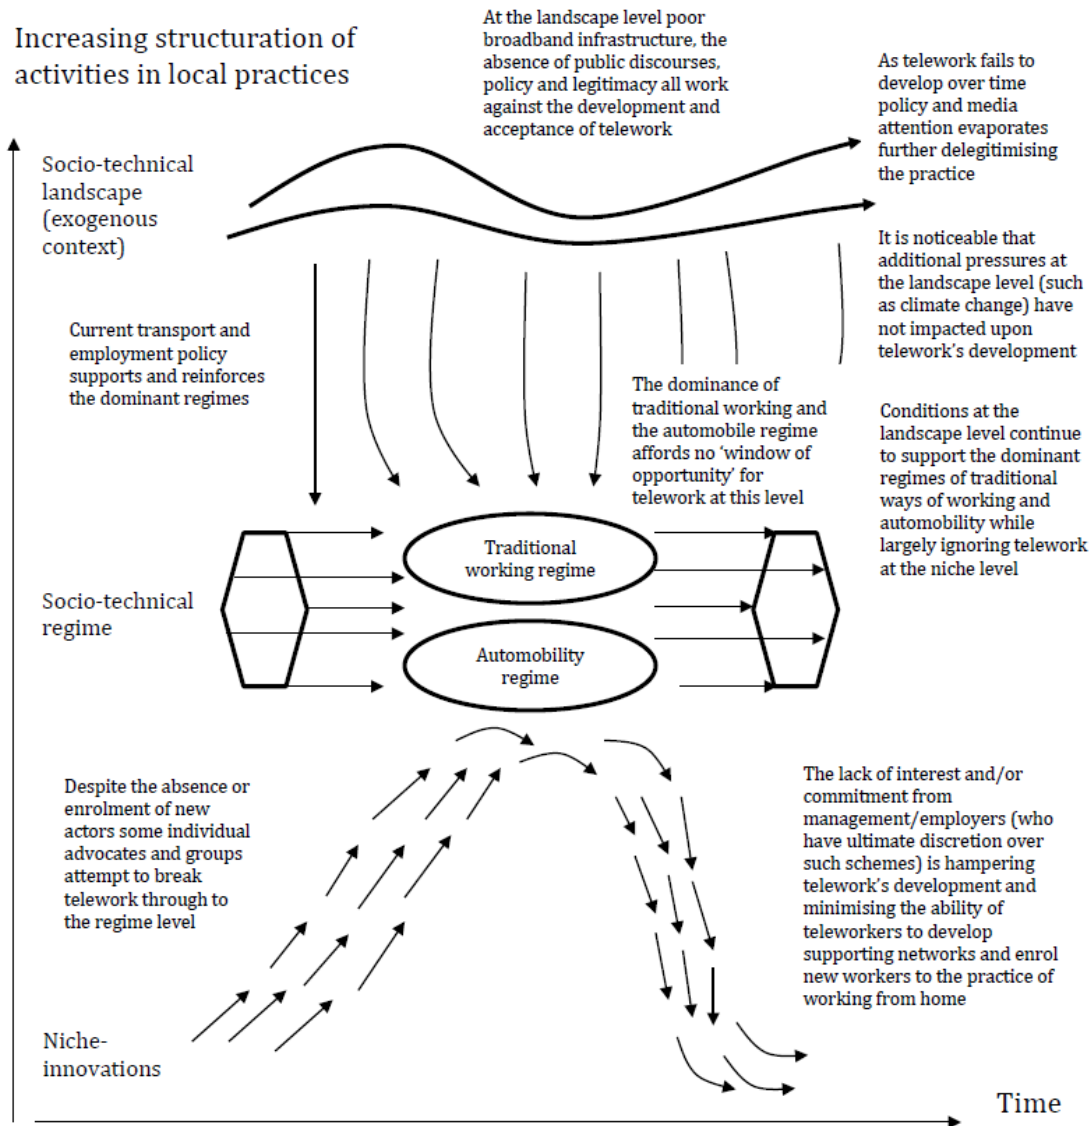 Increasing structuration of
activities in local practices
At the landscape level poor
broadband infrastructure, the
absence of public discourses,
policy and legitimacy all work
against the development and
acceptance of telework
As telework fails to
develop over time
policy and media
attention evaporates
further delegitimising
the practice
Socio-technical
landscape
(exogenous
context)
It is noticeable that
additional pressures at
the landscape level (such
as climate change) have
not impacted upon
telework's development
Current transport and
employment policy
supports and reinforces
the dominant regimes
The dominance of
traditional working and
the automobile regime
affords no 'window of
opportunity' for
telework at this level
Conditions at the
landscape level continue
to support the dominant
regimes of traditional
ways of working and
automobility while
largely ignoring telework
at the niche level
Socio-technical
regime
Traditional
working regime
Automobility
regime
Despite the absence or
enrolment of new
actors some individual
advocates and groups
attempt to break
telework through to
the regime level
The lack of interest and/or
commitment from
management/employers (who
have ultimate discretion over
such schemes) is hampering
telework's development and
minimising the ability of
teleworkers to develop
supporting networks and enrol
new workers to the practice of
working from home
Niche-
innovations
Time